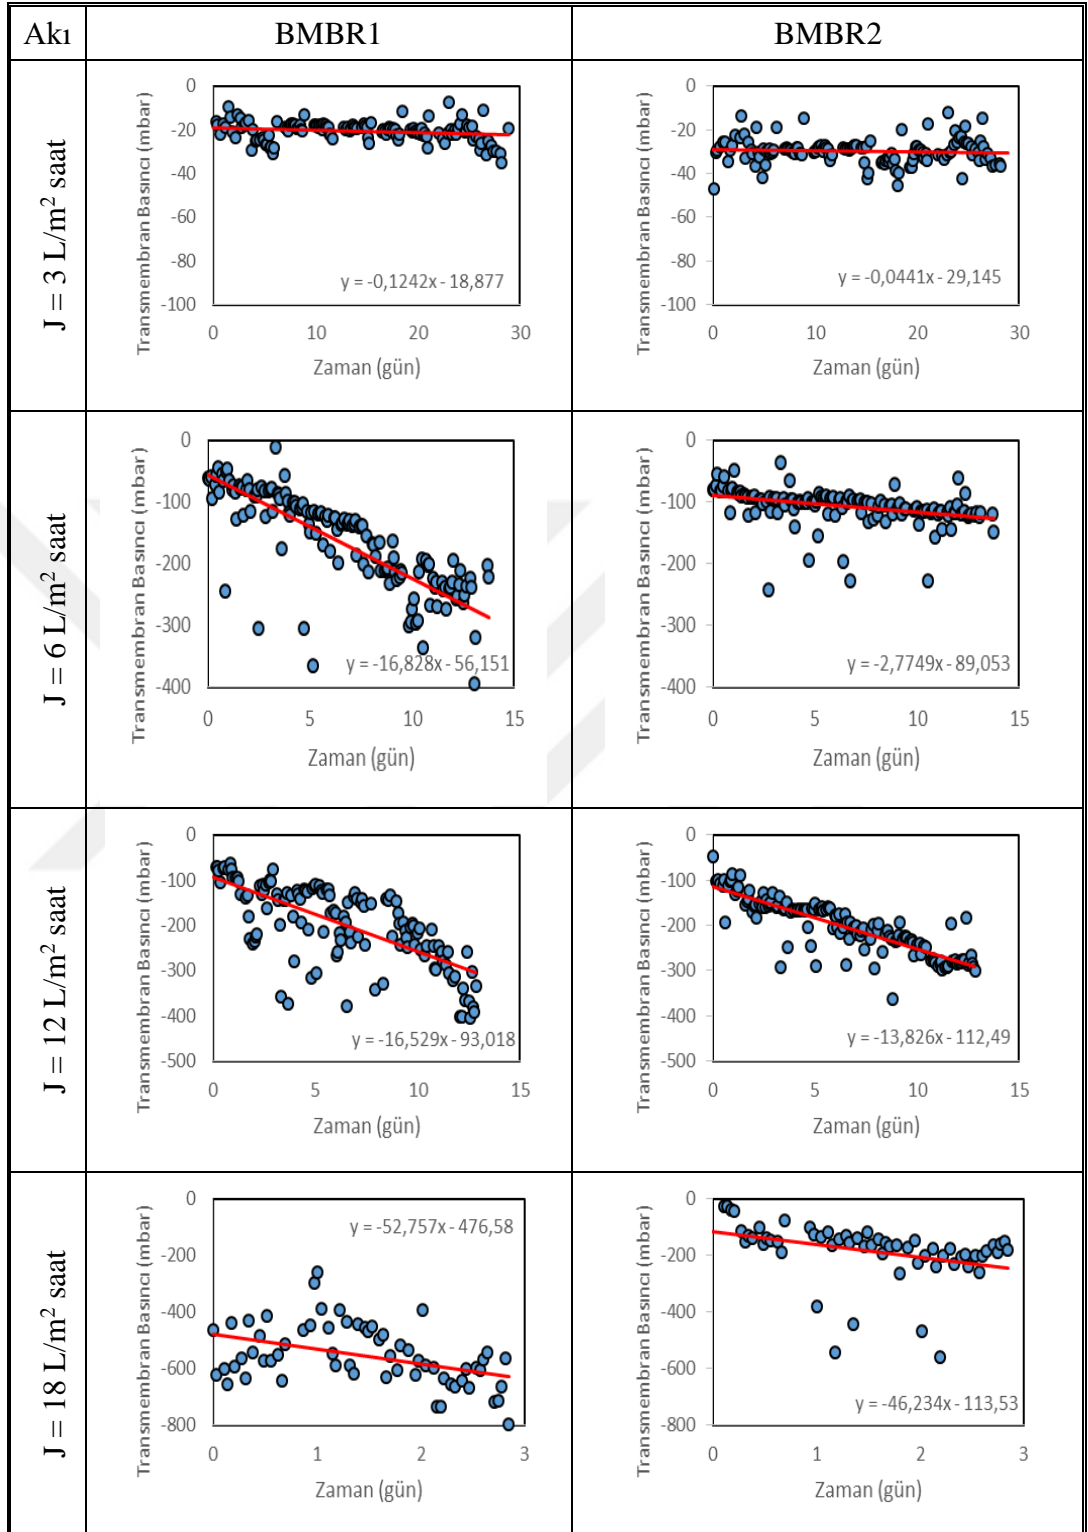 Akı BMBR1 BMBR2
J = 3 L/m² saat
Transmembran Basıncı (mbar)
0
-20
-40
-60
-80
-100
y = -0,1242x - 18,877
0 10 20 30
Zaman (gün)
Transmembran Basıncı (mbar)
0
-20
-40
-60
-80
-100
y = -0,0441x - 29,145
0 10 20 30
Zaman (gün)
J = 6 L/m² saat
Transmembran Basıncı (mbar)
0
-100
-200
-300
-400
y = -16,828x - 56,151
0 5 10 15
Zaman (gün)
Transmembran Basıncı (mbar)
0
-100
-200
-300
-400
y = -2,7749x - 89,053
0 5 10 15
Zaman (gün)
J = 12 L/m² saat
Transmembran Basıncı (mbar)
0
-100
-200
-300
-400
-500
y = -16,529x - 93,018
0 5 10 15
Zaman (gün)
Transmembran Basıncı (mbar)
0
-100
-200
-300
-400
-500
y = -13,826x - 112,49
0 5 10 15
Zaman (gün)
J = 18 L/m² saat
Transmembran Basıncı (mbar)
0
-200
-400
-600
-800
y = -52,757x - 476,58
0 1 2 3
Zaman (gün)
Transmembran Basıncı (mbar)
0
-200
-400
-600
-800
y = -46,234x - 113,53
0 1 2 3
Zaman (gün)